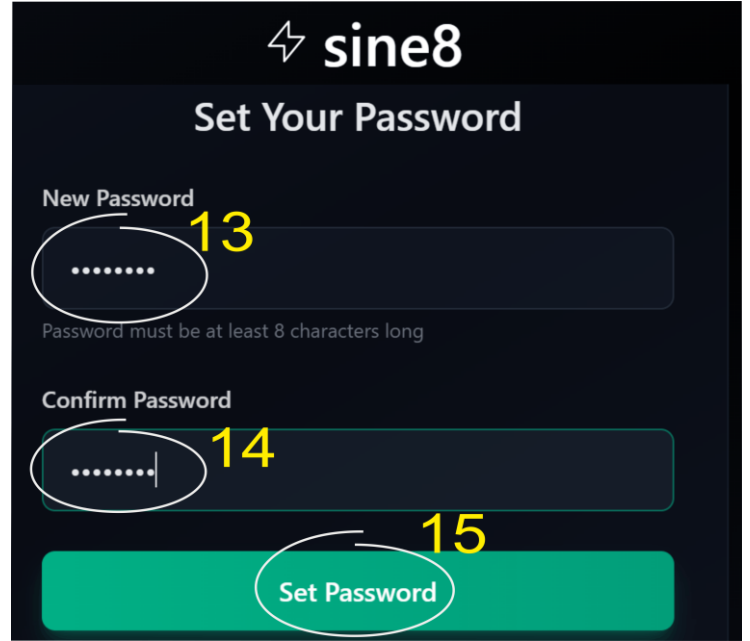 sine8
Set Your Password
New Password
13
••••••••
Password must be at least 8 characters long
Confirm Password
14
••••••••
15
Set Password